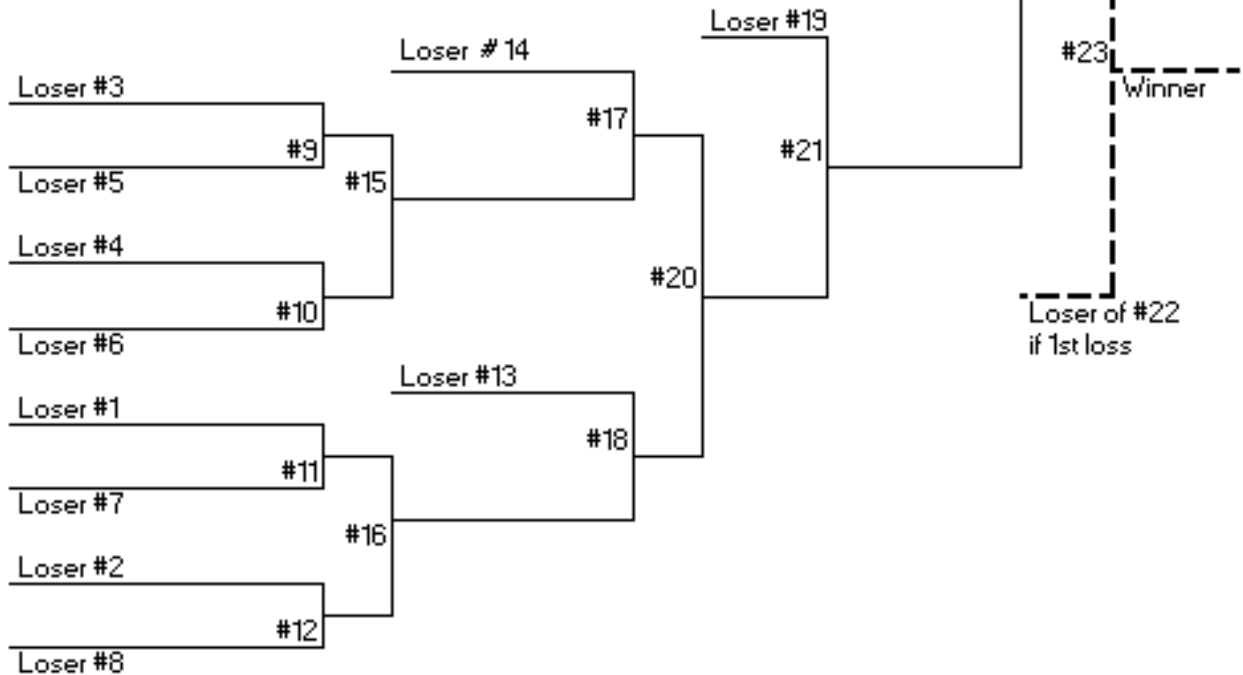 Loser #19
Loser # 14
#23
Loser #3
Winner
#17
#9
#21
Loser #5
#15
Loser #4
#20
#10
Loser of #22
if 1st loss
Loser #6
Loser #13
Loser #1
#18
#11
Loser #7
#16
Loser #2
#12
Loser #8